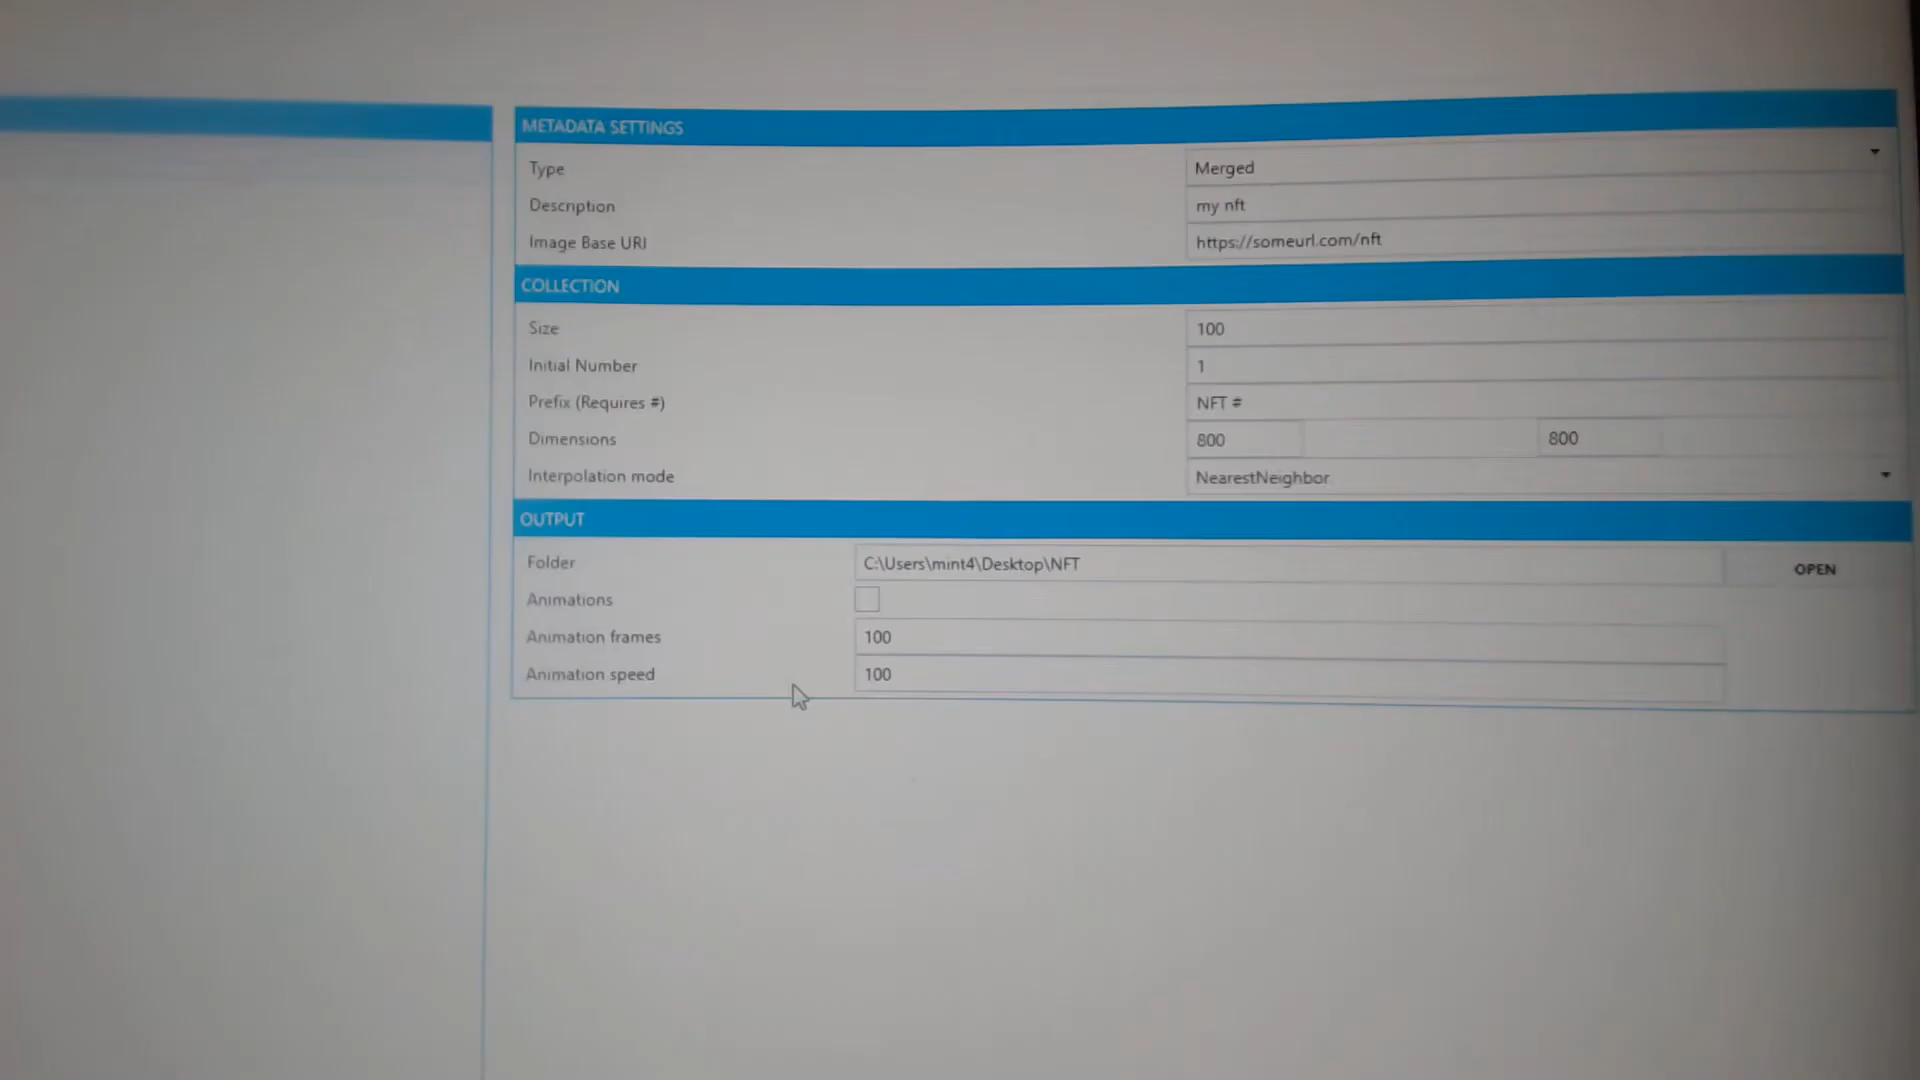 METADATA SETTINGS
Type Merged
Description my nft
Image Base URI https://someurl.com/nft
COLLECTION
Size 100
Initial Number 1
Prefix (Requires #) NFT #
Dimensions 800 800
Interpolation mode NearestNeighbor
OUTPUT
Folder C:\Users\mint4\Desktop\NFT OPEN
Animations
Animation frames 100
Animation speed 100